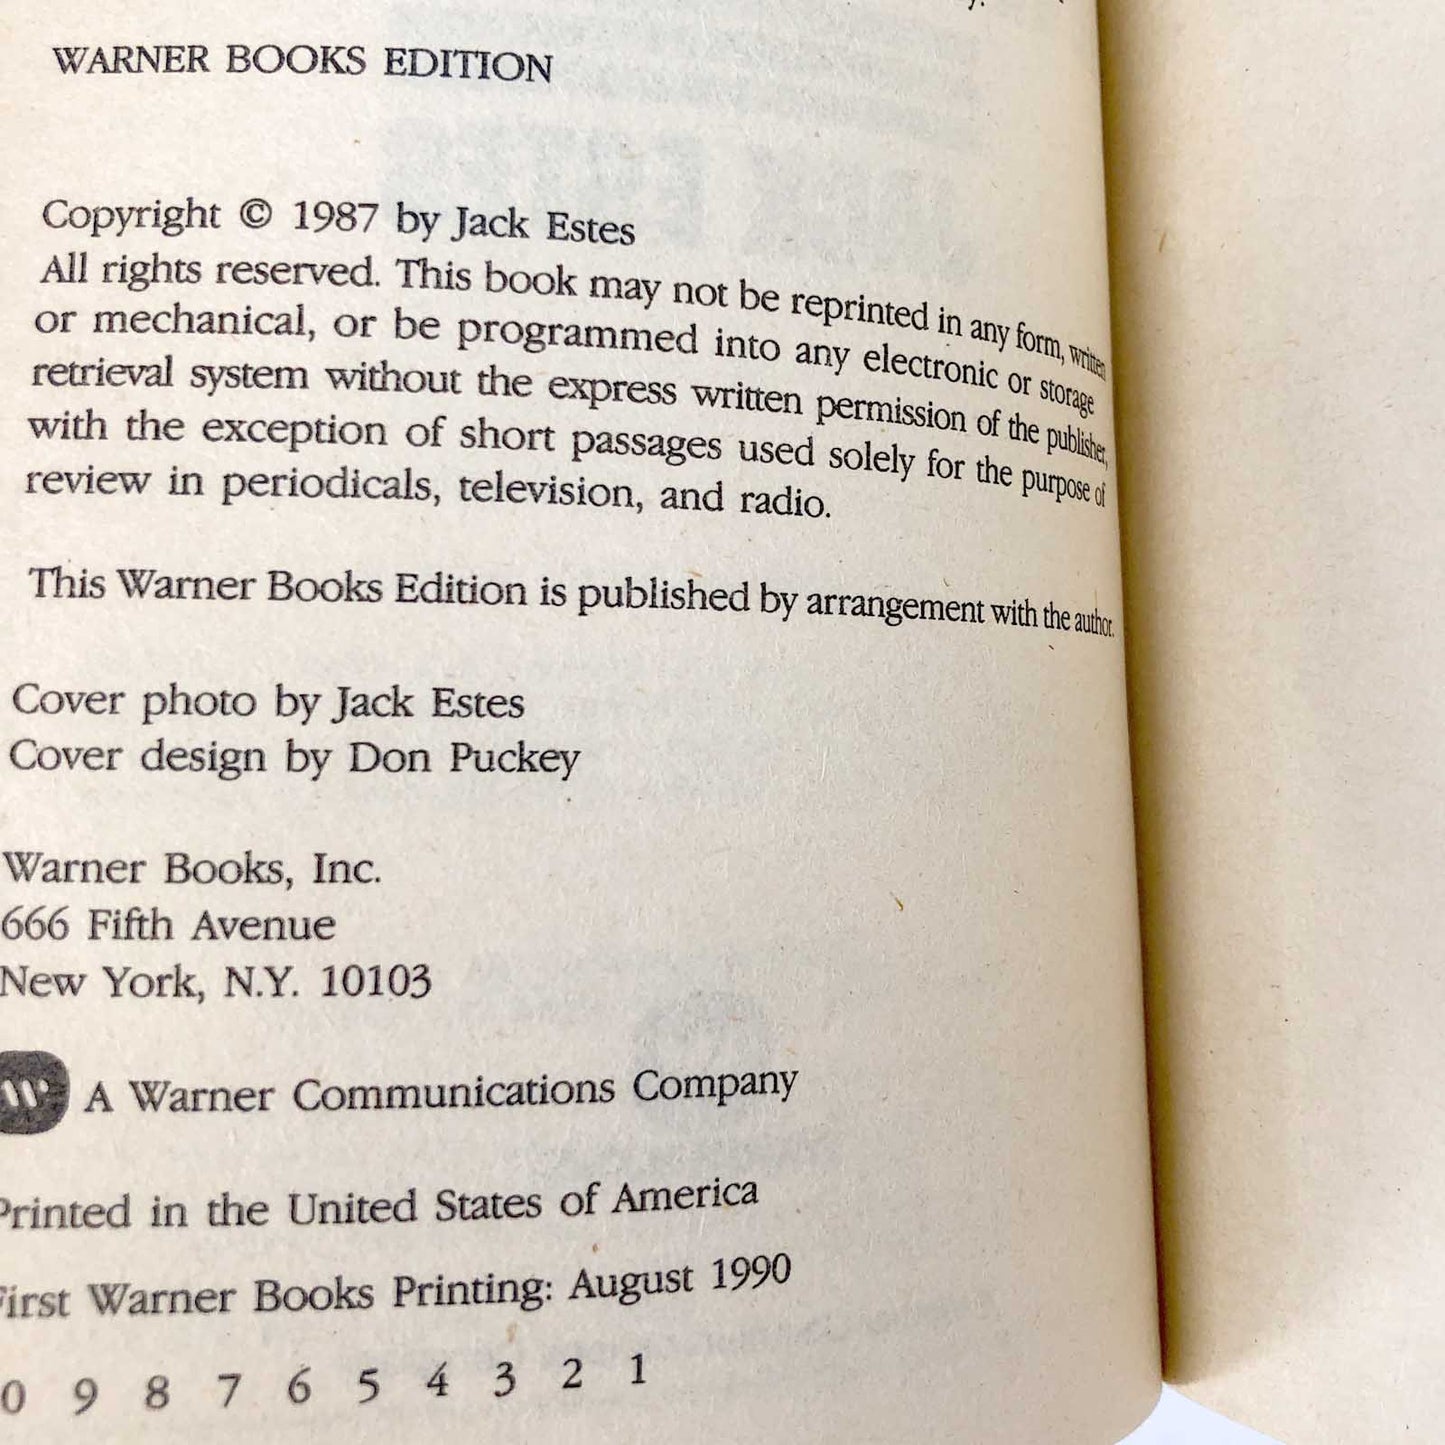 WARNER BOOKS EDITION
Copyright © 1987 by Jack Estes
All rights reserved. This book may not be reprinted in any form, written
or mechanical, or be programmed into any electronic or storage
retrieval system without the express written permission of the publisher,
with the exception of short passages used solely for the purpose of
review in periodicals, television, and radio.
This Warner Books Edition is published by arrangement with the author.
Cover photo by Jack Estes
Cover design by Don Puckey
Warner Books, Inc.
666 Fifth Avenue
New York, N.Y. 10103
A Warner Communications Company
Printed in the United States of America
First Warner Books Printing: August 1990
0 9 8 7 6 5 4 3 2 1